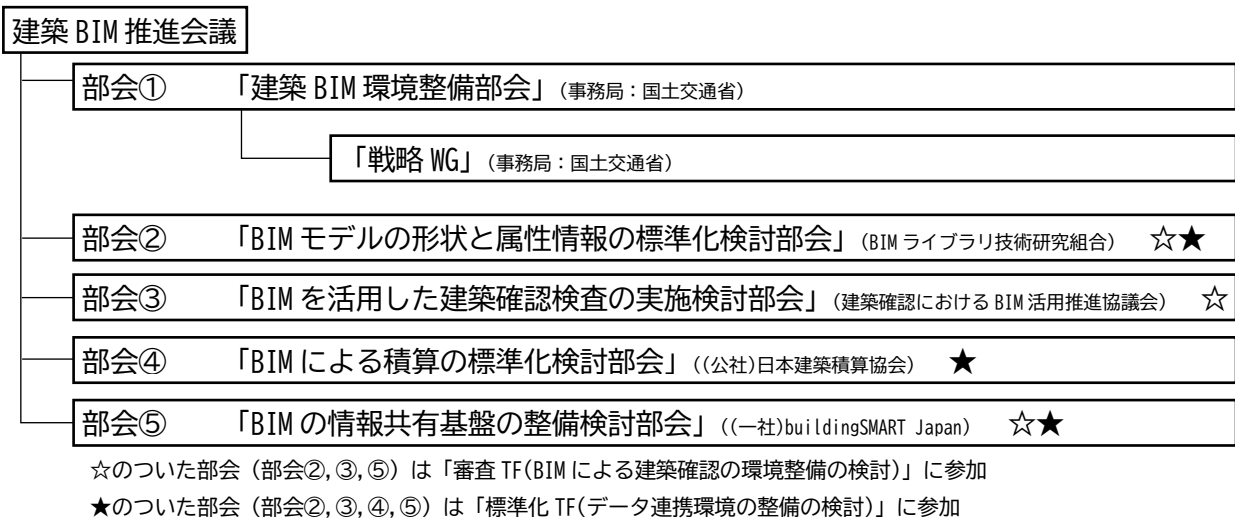 建築 BIM 推進会議
部会① 「建築 BIM 環境整備部会」(事務局:国土交通省)
「戦略 WG」(事務局:国土交通省)
部会② 「BIM モデルの形状と属性情報の標準化検討部会」(BIM ライブラリ技術研究組合) ☆★
部会③ 「BIM を活用した建築確認検査の実施検討部会」(建築確認における BIM 活用推進協議会) ☆
部会④ 「BIM による積算の標準化検討部会」((公社)日本建築積算協会) ★
部会⑤ 「BIM の情報共有基盤の整備検討部会」((一社)buildingSMART Japan) ☆★
☆のついた部会(部会②,③,⑤)は「審査 TF(BIM による建築確認の環境整備の検討)」に参加
★のついた部会(部会②,③,④,⑤)は「標準化 TF(データ連携環境の整備の検討)」に参加